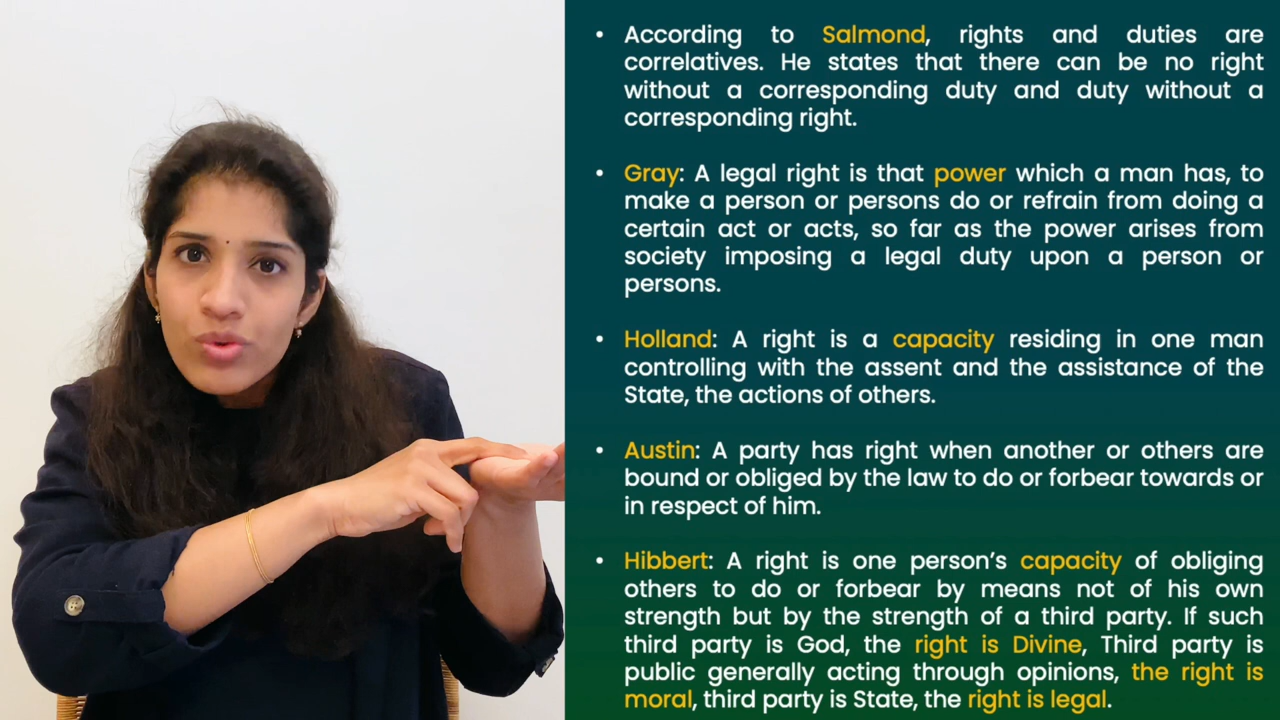 • According to Salmond, rights and duties are
correlatives. He states that there can be no right
without a corresponding duty and duty without a
corresponding right.
• Gray: A legal right is that power which a man has, to
make a person or persons do or refrain from doing a
certain act or acts, so far as the power arises from
society imposing a legal duty upon a person or
persons.
• Holland: A right is a capacity residing in one man
controlling with the assent and the assistance of the
State, the actions of others.
• Austin: A party has right when another or others are
bound or obliged by the law to do or forbear towards or
in respect of him.
• Hibbert: A right is one person's capacity of obliging
others to do or forbear by means not of his own
strength but by the strength of a third party. If such
third party is God, the right is Divine, Third party is
public generally acting through opinions, the right is
moral, third party is State, the right is legal.